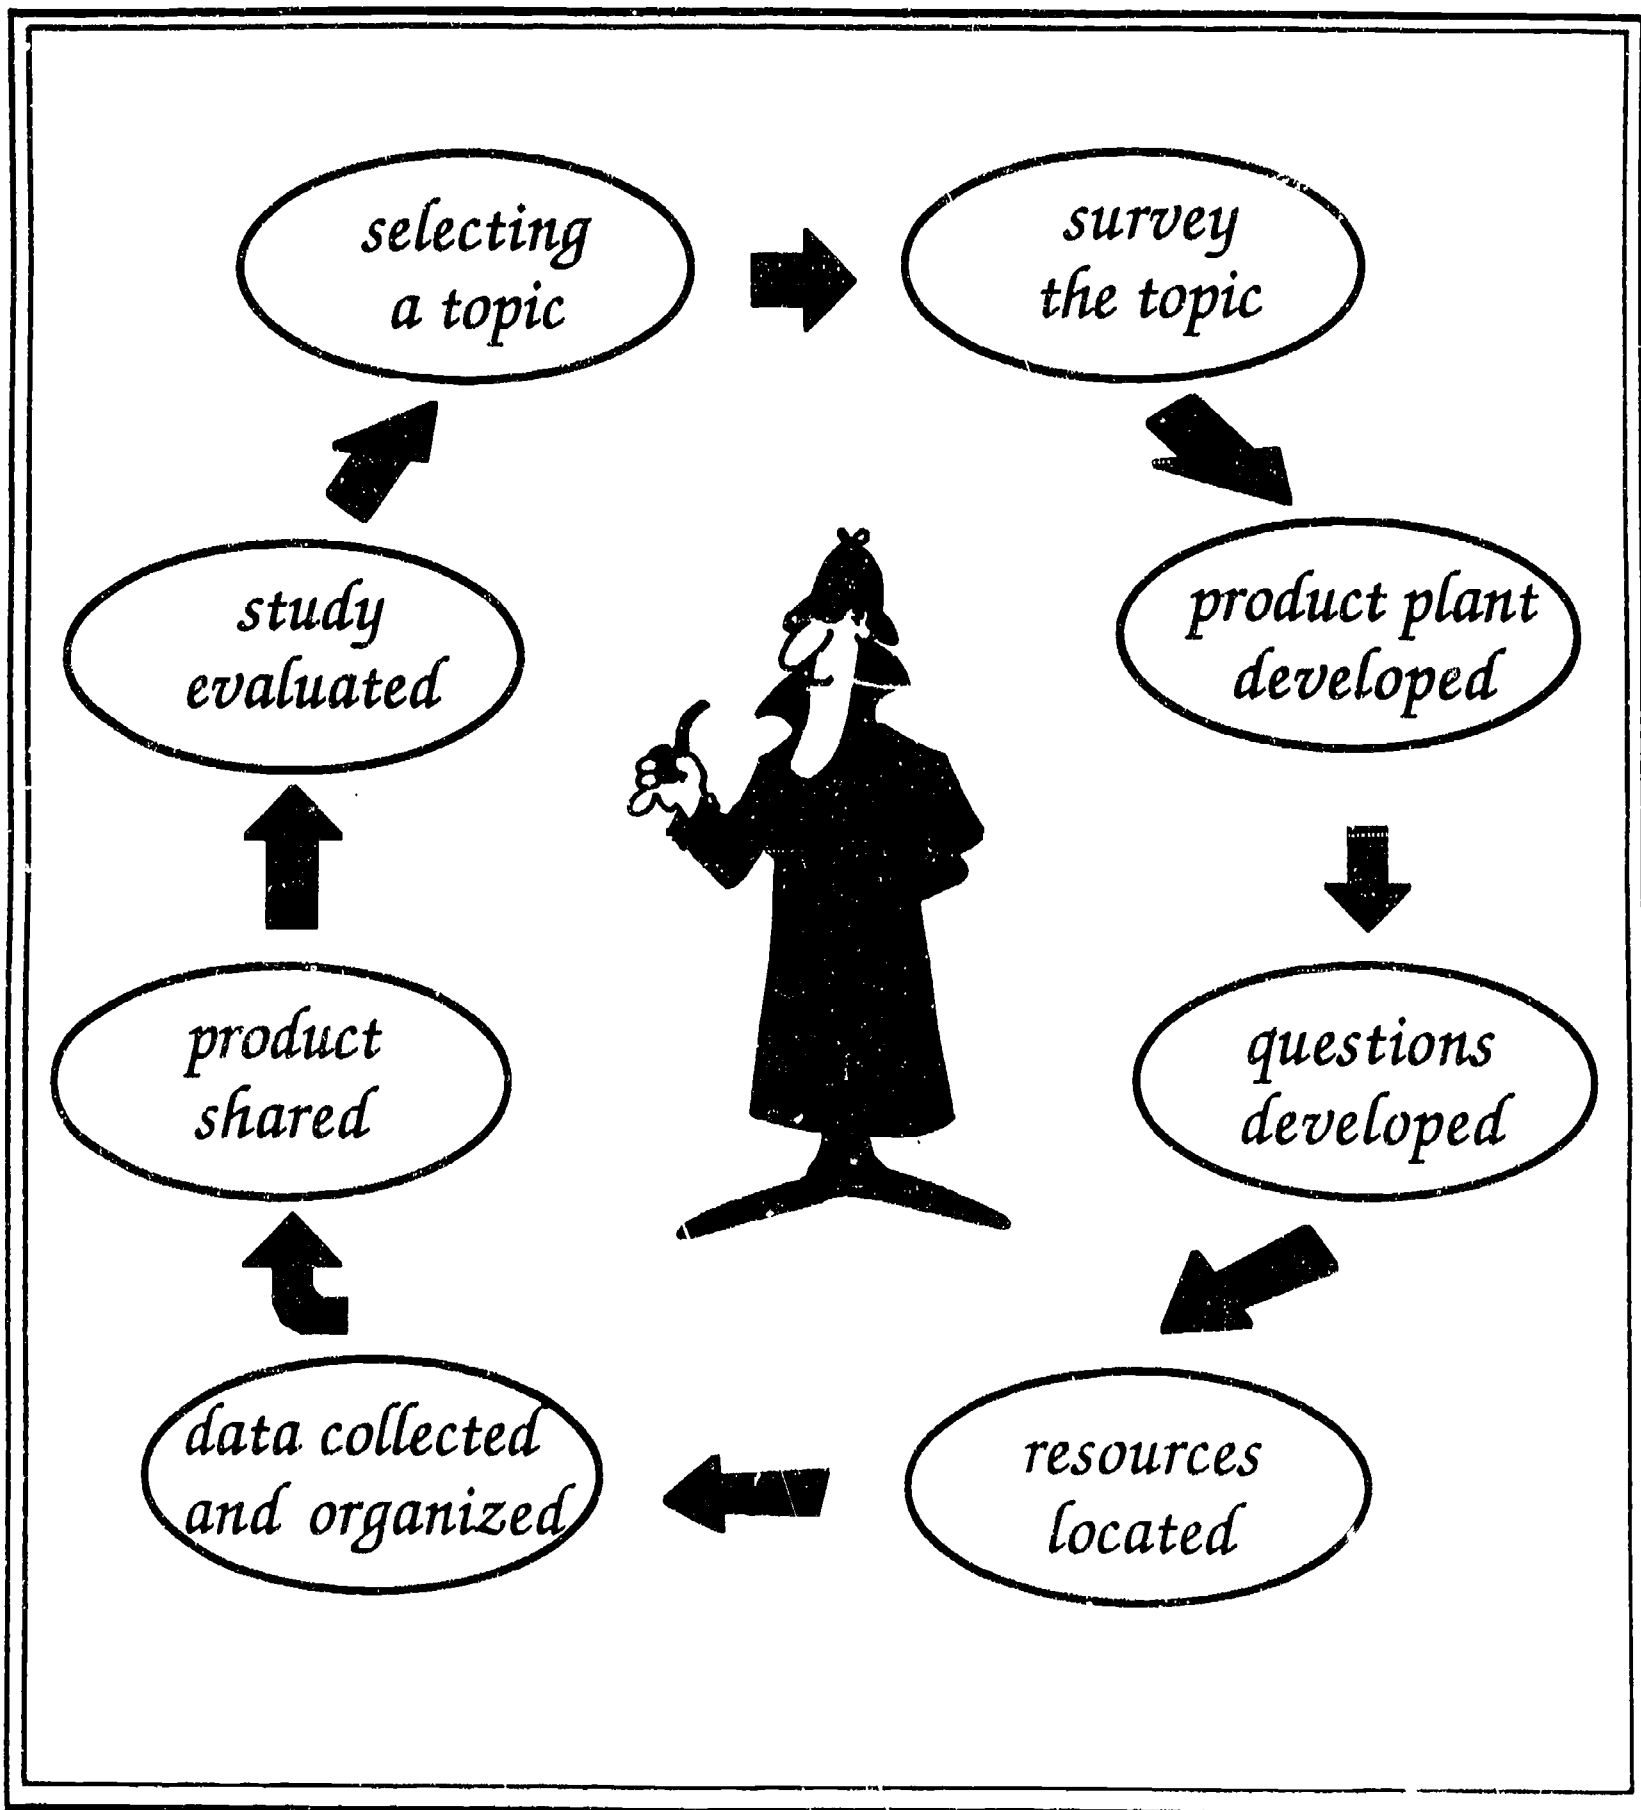 selecting
a topic
survey
the topic
product plant
developed
questions
developed
resources
located
data collected
and organized
product
shared
study
evaluated